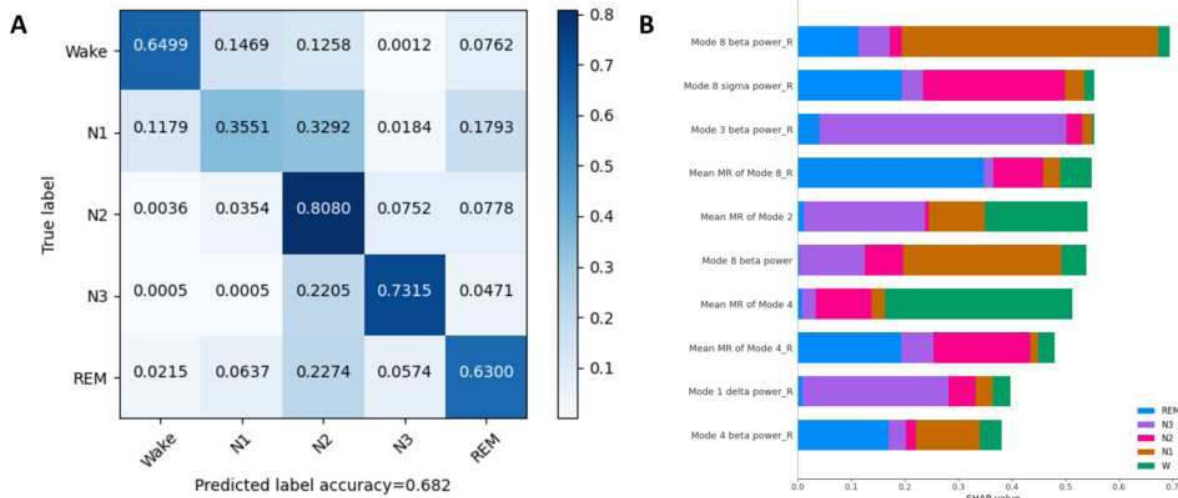 A
True label
Wake
0.6499 0.1469 0.1258 0.0012 0.0762
N1
0.1179 0.3551 0.3292 0.0184 0.1793
N2
0.0036 0.0354 0.8080 0.0752 0.0778
N3
0.0005 0.0005 0.2205 0.7315 0.0471
REM
0.0215 0.0637 0.2274 0.0574 0.6300
Wake N1 N2 N3 REM
Predicted label accuracy=0.682
0.8
0.7
0.6
0.5
0.4
0.3
0.2
0.1
B
Mode 8 beta power_R
Mode 8 sigma power_R
Mode 3 beta power_R
Mean MR of Mode 8_R
Mean MR of Mode 2
Mode 8 beta power
Mean MR of Mode 4
Mean MR of Mode 4_R
Mode 1 delta power_R
Mode 4 beta power_R
REM
N3
N2
N1
W
0.0 0.1 0.2 0.3 0.4 0.5 0.6 0.7
SHAP value